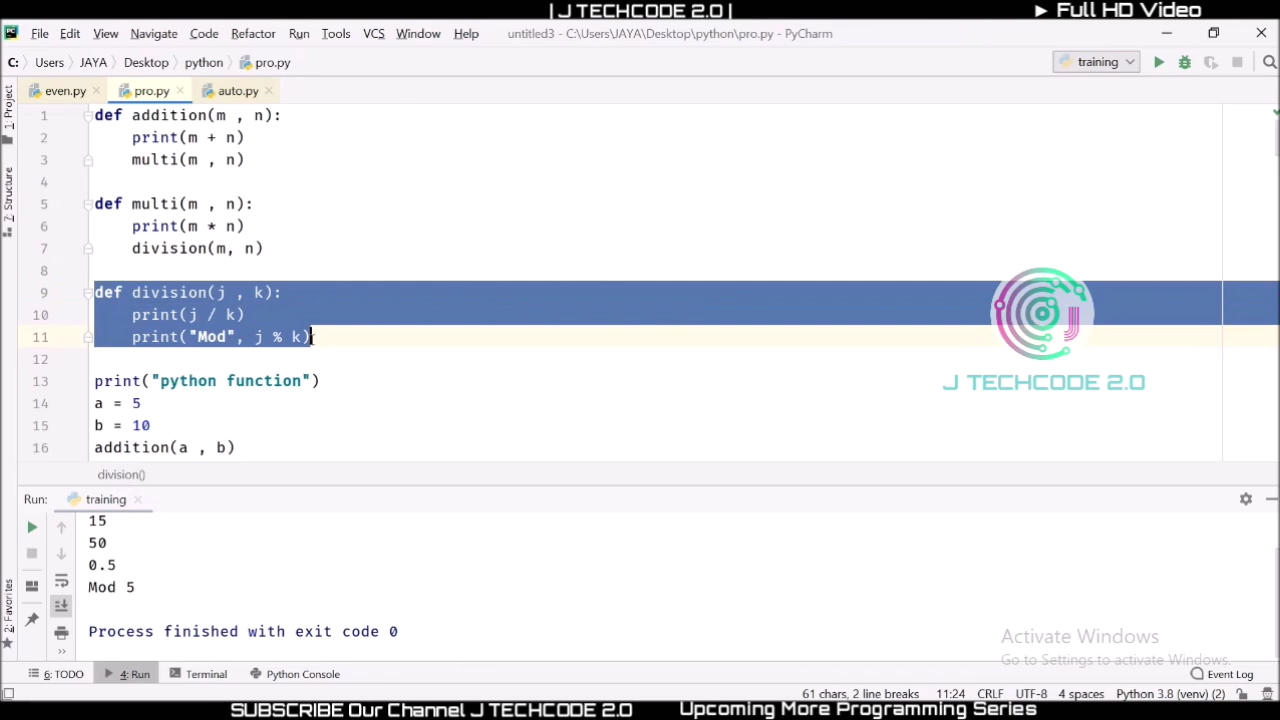 | J TECHCODE 2.0 |
► Full HD Video
File Edit View Navigate Code Refactor Run Tools VCS Window Help untitled3 - C:\Users\JAYA\Desktop\python\pro.py - PyCharm
C: Users JAYA Desktop python pro.py training
even.py pro.py auto.py
1: Project
7: Structure
2: Favorites
1 def addition(m , n):
2 print(m + n)
3 multi(m , n)
4
5 def multi(m , n):
6 print(m * n)
7 division(m, n)
8
9 def division(j , k):
10 print(j / k)
11 print("Mod", j % k)
12
13 print("python function")
14 a = 5
15 b = 10
16 addition(a , b)
J TECHCODE 2.0
division()
Run: training
15
50
0.5
Mod 5
Process finished with exit code 0
Activate Windows
Go to Settings to activate Windows.
6: TODO 4: Run Terminal Python Console Event Log
61 chars, 2 line breaks 11:24 CRLF UTF-8 4 spaces Python 3.8 (venv) (2)
SUBSCRIBE Our Channel J TECHCODE 2.0 Upcoming More Programming Series